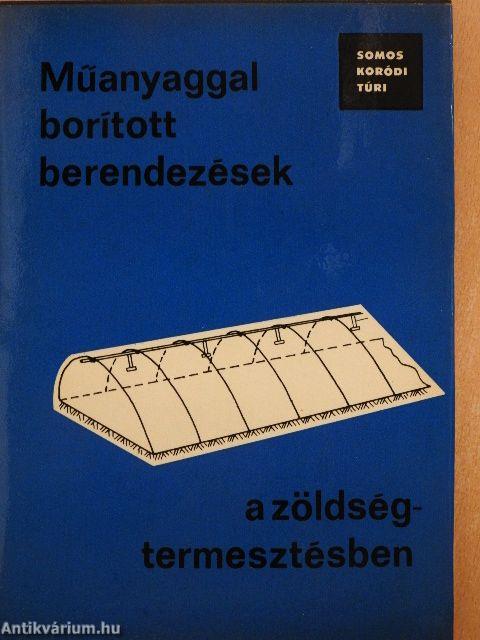 SOMOS
KORÓDI
TÚRI
Műanyaggal
borított
berendezések
a zöldség-
termesztésben
Antikvárium.hu